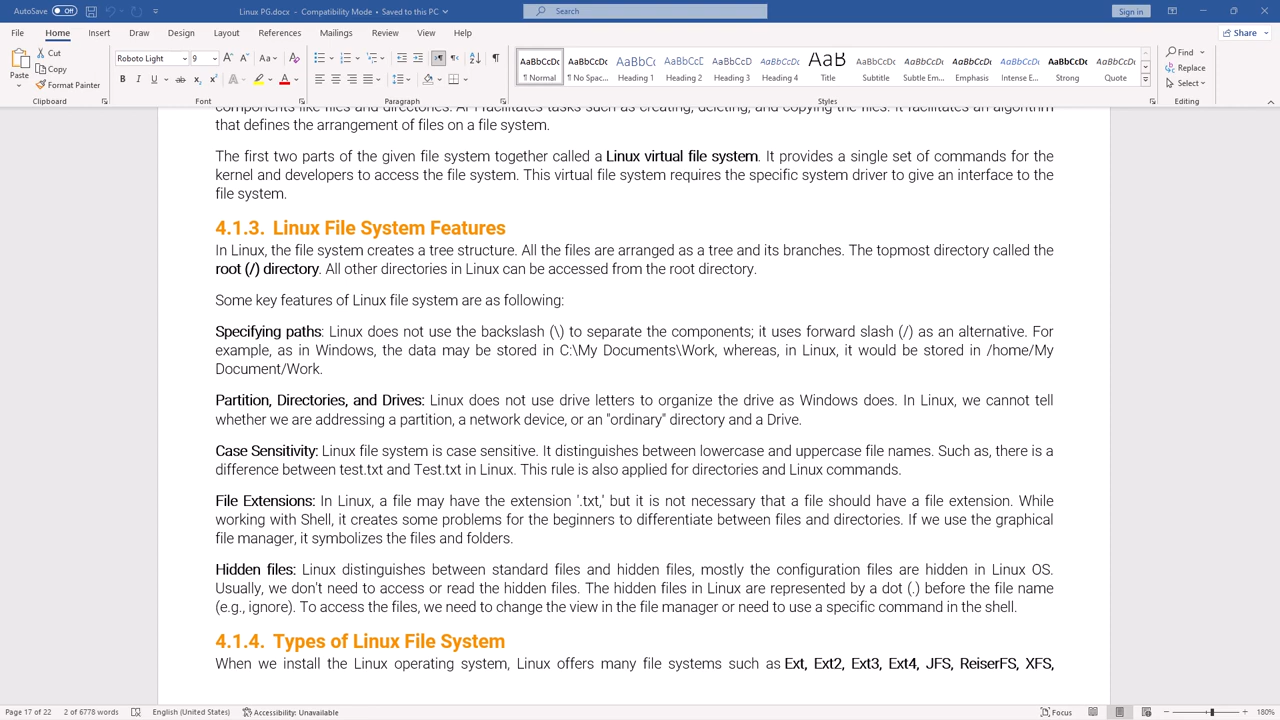 AutoSave Off Linux PG.docx - Compatibility Mode • Saved to this PC Search Sign in
File Home Insert Draw Design Layout References Mailings Review View Help Share
Paste Cut Copy Format Painter
Roboto Light 9
AaBbCcDc AaBbCcDc AaBbCcD AaBbCcD AaBbCcD AaBbCcD AaB AaBbCcDc AaBbCcDc AaBbCcDc AaBbCcDc AaBbCcDc AaBbCcDc
¶ Normal ¶ No Spac... Heading 1 Heading 2 Heading 3 Heading 4 Title Subtitle Subtle Em... Emphasis Intense E... Strong Quote
Find Replace Select
Clipboard Font Paragraph Styles Editing
components like files and directories. API facilitates tasks such as creating, deleting, and copying the files. It facilitates an algorithm
that defines the arrangement of files on a file system.
The first two parts of the given file system together called a Linux virtual file system. It provides a single set of commands for the
kernel and developers to access the file system. This virtual file system requires the specific system driver to give an interface to the
file system.
4.1.3. Linux File System Features
In Linux, the file system creates a tree structure. All the files are arranged as a tree and its branches. The topmost directory called the
root (/) directory. All other directories in Linux can be accessed from the root directory.
Some key features of Linux file system are as following:
Specifying paths: Linux does not use the backslash (\) to separate the components; it uses forward slash (/) as an alternative. For
example, as in Windows, the data may be stored in C:\My Documents\Work, whereas, in Linux, it would be stored in /home/My
Document/Work.
Partition, Directories, and Drives: Linux does not use drive letters to organize the drive as Windows does. In Linux, we cannot tell
whether we are addressing a partition, a network device, or an "ordinary" directory and a Drive.
Case Sensitivity: Linux file system is case sensitive. It distinguishes between lowercase and uppercase file names. Such as, there is a
difference between test.txt and Test.txt in Linux. This rule is also applied for directories and Linux commands.
File Extensions: In Linux, a file may have the extension '.txt,' but it is not necessary that a file should have a file extension. While
working with Shell, it creates some problems for the beginners to differentiate between files and directories. If we use the graphical
file manager, it symbolizes the files and folders.
Hidden files: Linux distinguishes between standard files and hidden files, mostly the configuration files are hidden in Linux OS.
Usually, we don't need to access or read the hidden files. The hidden files in Linux are represented by a dot (.) before the file name
(e.g., ignore). To access the files, we need to change the view in the file manager or need to use a specific command in the shell.
4.1.4. Types of Linux File System
When we install the Linux operating system, Linux offers many file systems such as Ext, Ext2, Ext3, Ext4, JFS, ReiserFS, XFS,
Page 17 of 22 2 of 6778 words English (United States) Accessibility: Unavailable Focus 180%